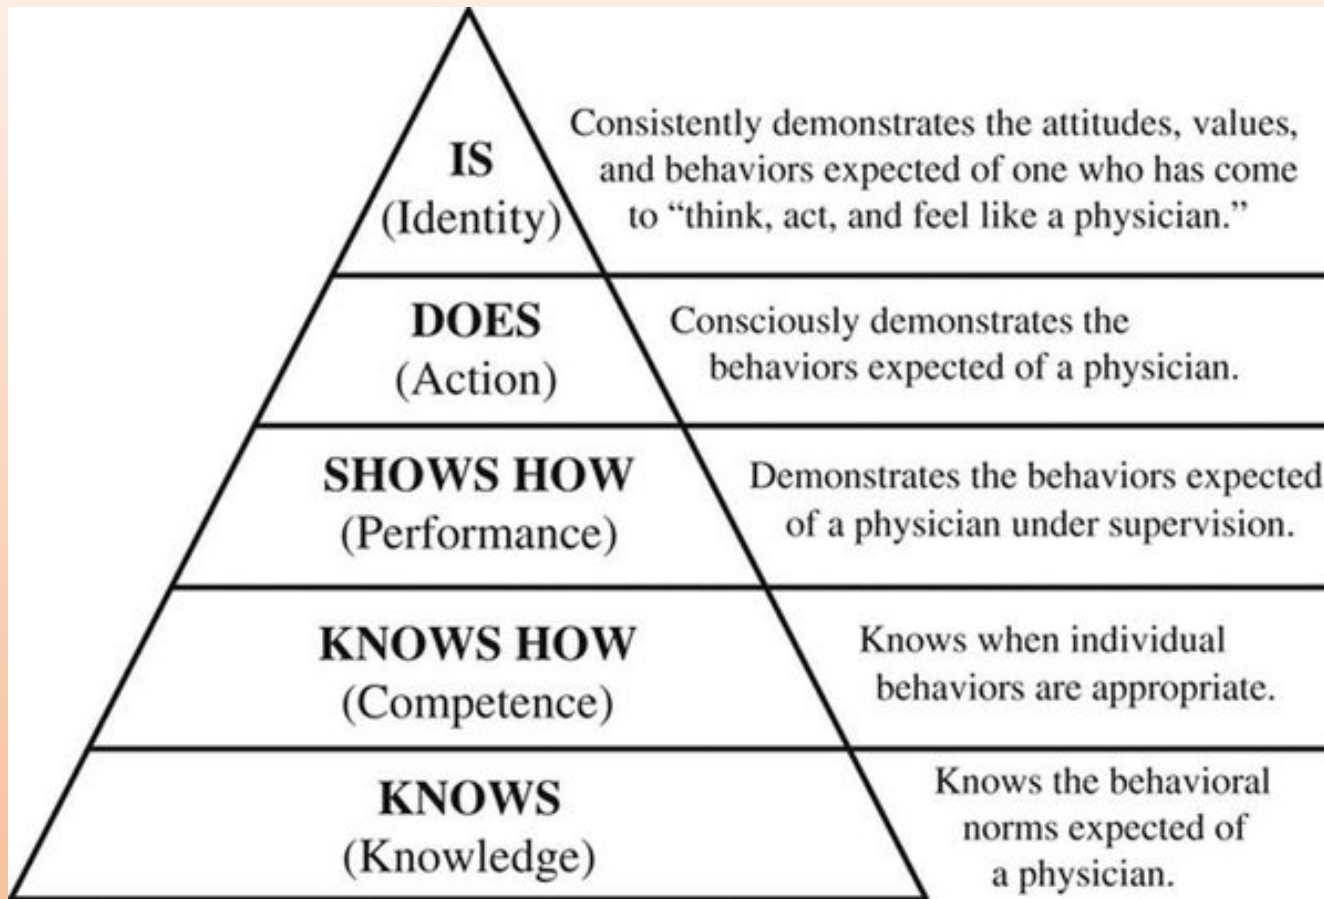 IS
(Identity)
Consistently demonstrates the attitudes, values,
and behaviors expected of one who has come
to “think, act, and feel like a physician.”
DOES
(Action)
Consciously demonstrates the
behaviors expected of a physician.
SHOWS HOW
(Performance)
Demonstrates the behaviors expected
of a physician under supervision.
KNOWS HOW
(Competence)
Knows when individual
behaviors are appropriate.
KNOWS
(Knowledge)
Knows the behavioral
norms expected of
a physician.